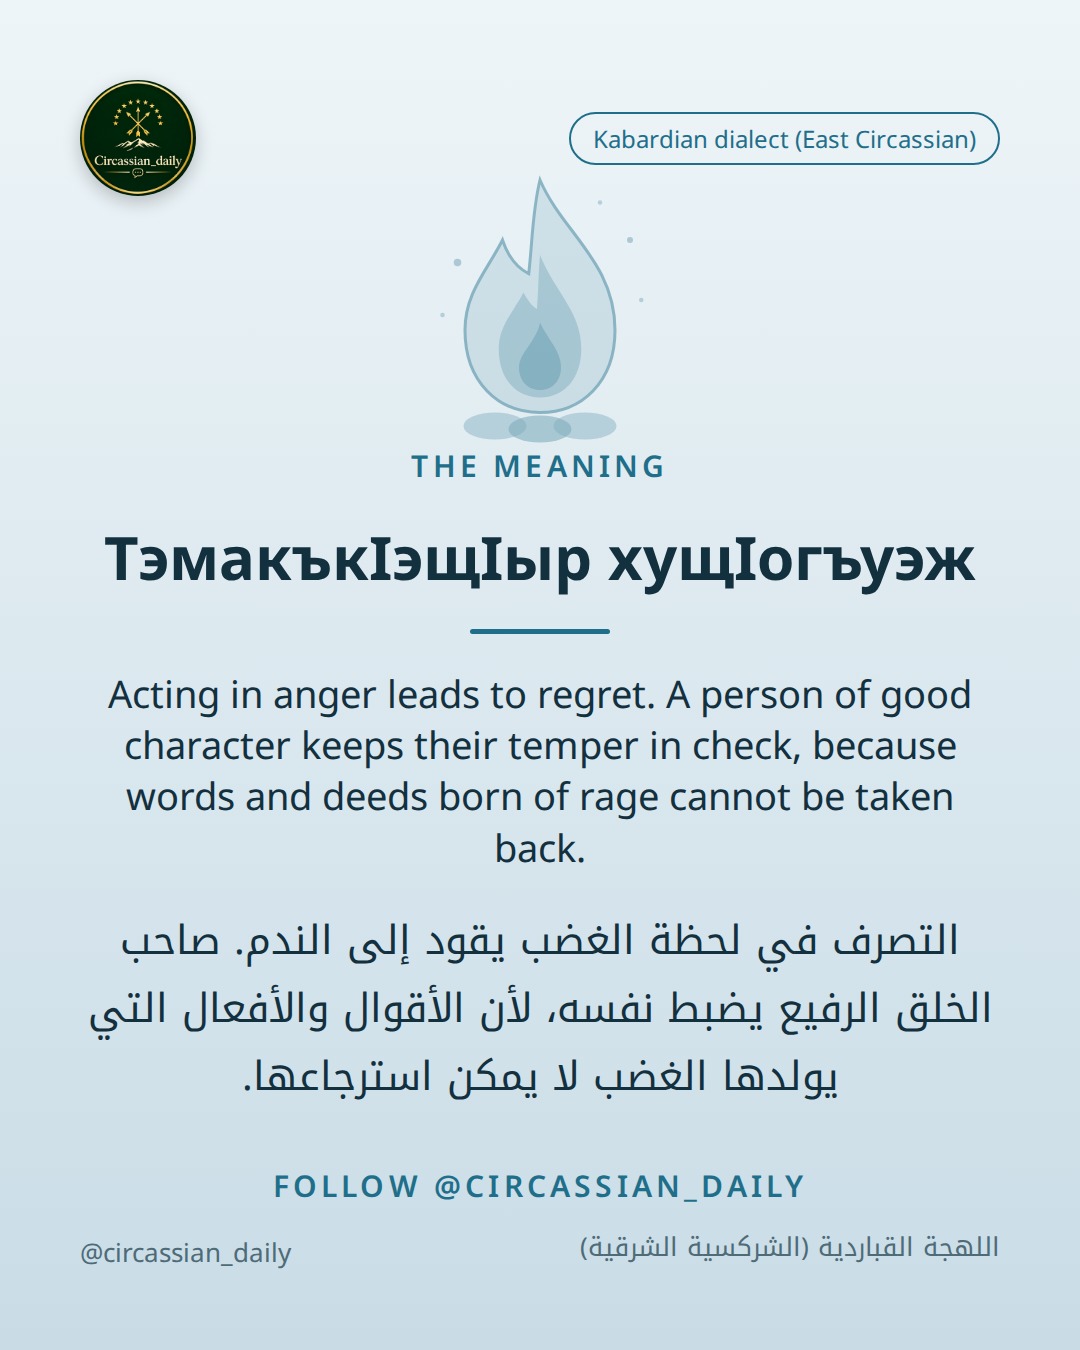 Circassian_daily
Kabardian dialect (East Circassian)
THE MEANING
ТэмакъкIэщIыр хущIогъуэж
Acting in anger leads to regret. A person of good
character keeps their temper in check, because
words and deeds born of rage cannot be taken
back.
التصرف في لحظة الغضب يقود إلى الندم. صاحب
الخلق الرفيع يضبط نفسه، لأن الأقوال والأفعال التي
يولدها الغضب لا يمكن استرجاعها.
FOLLOW @CIRCASSIAN_DAILY
@circassian_daily
اللهجة القباردية (الشركسية الشرقية)